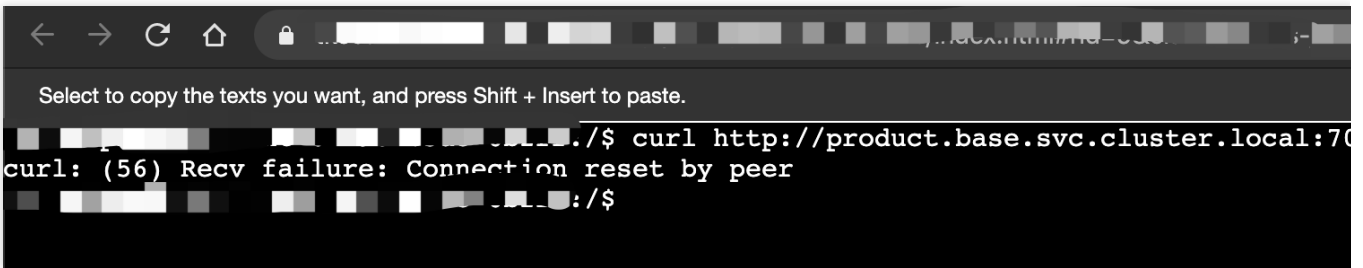 Select to copy the texts you want, and press Shift + Insert to paste.
:/$ curl http://product.base.svc.cluster.local:70
curl: (56) Recv failure: Connection reset by peer
:/$